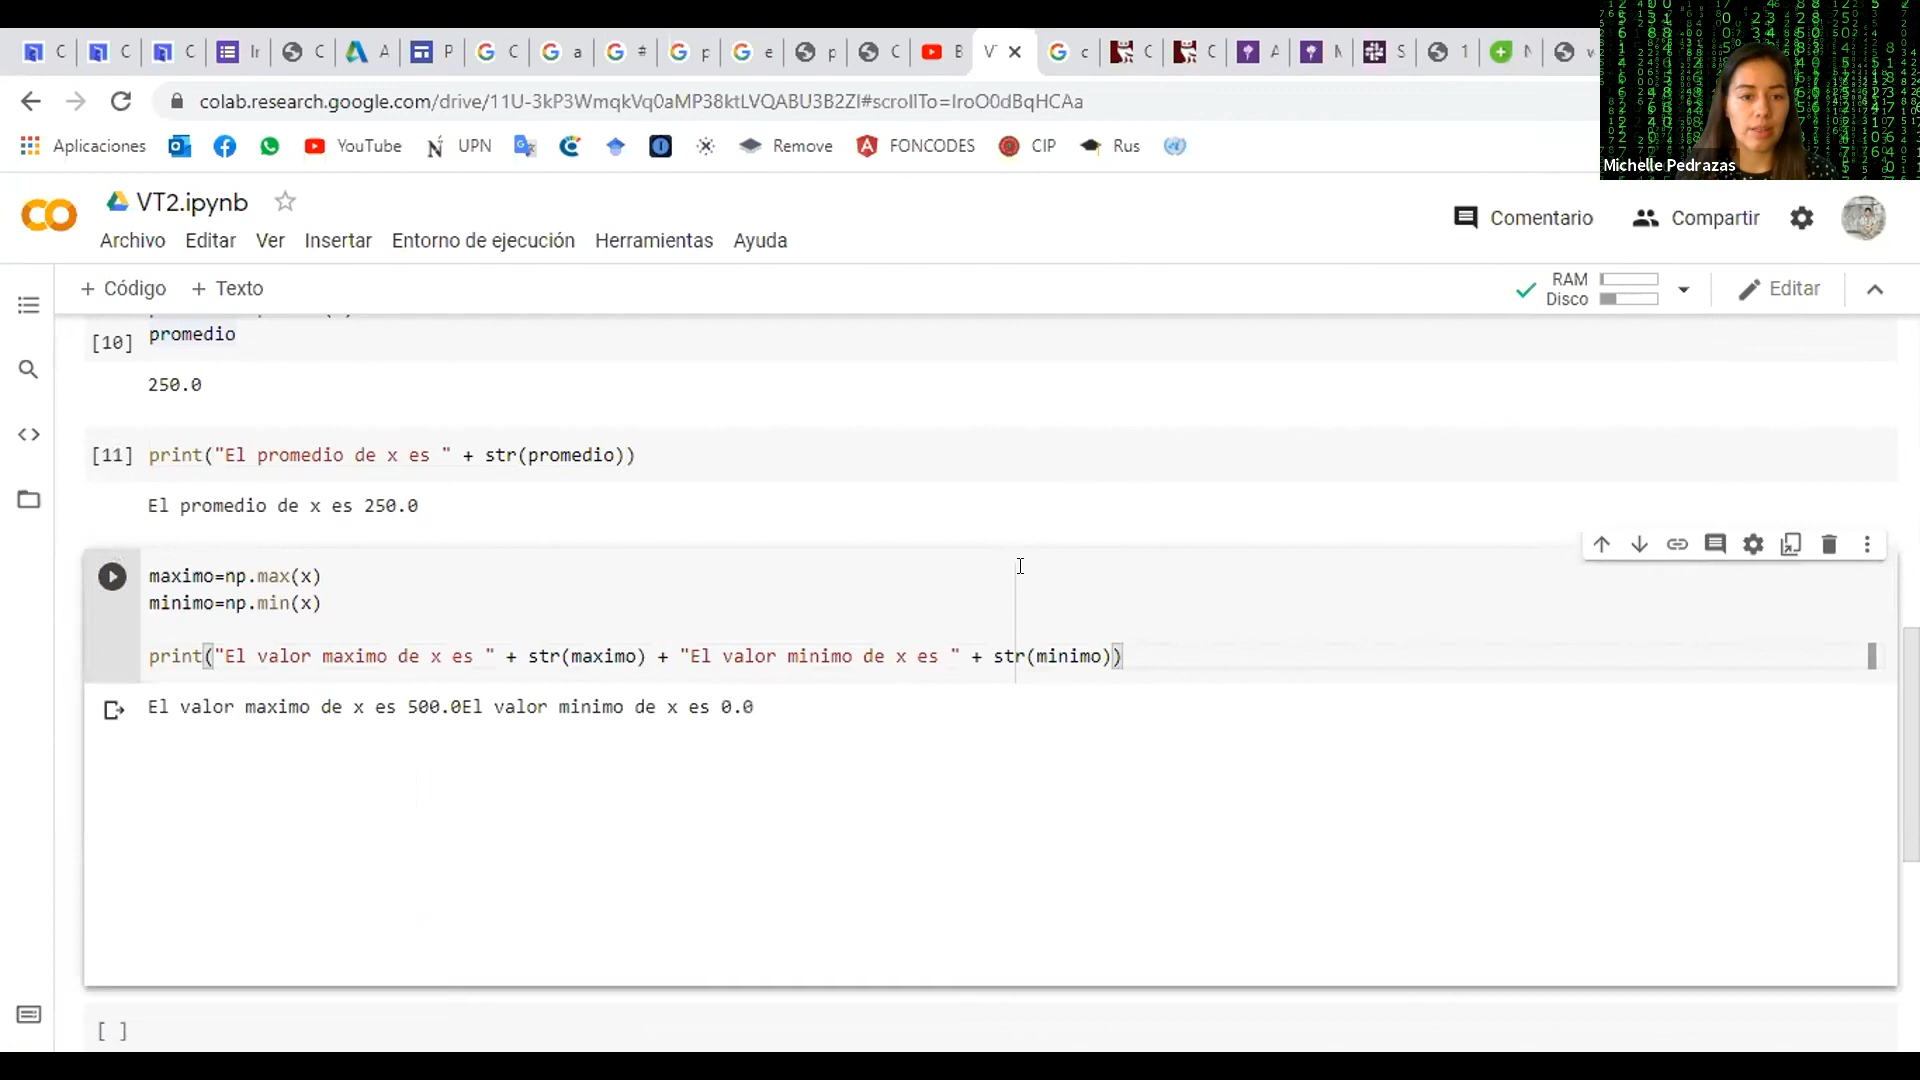 VT2.ipynb
colab.research.google.com/drive/11U-3kP3WmqkVq0aMP38ktLVQABU3B2ZI#scrollTo=IroO0dBqHCAa
Aplicaciones YouTube UPN Remove FONCODES CIP Rus
Michelle Pedrazas
Comentario Compartir
Archivo Editar Ver Insertar Entorno de ejecución Herramientas Ayuda
+ Código + Texto
RAM
Disco
Editar
[10] promedio
250.0
[11] print("El promedio de x es " + str(promedio))
El promedio de x es 250.0
maximo=np.max(x)
minimo=np.min(x)
print("El valor maximo de x es " + str(maximo) + "El valor minimo de x es " + str(minimo))
El valor maximo de x es 500.0El valor minimo de x es 0.0
[ ]